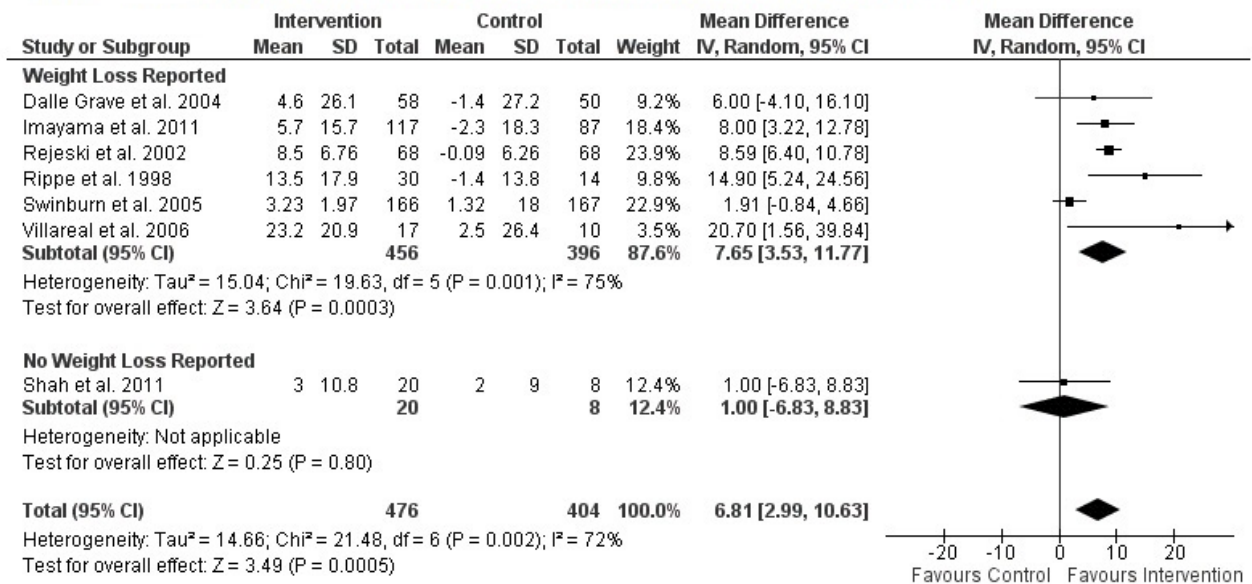 Intervention Control Mean Difference Mean Difference
Study or Subgroup Mean SD Total Mean SD Total Weight IV, Random, 95% CI IV, Random, 95% CI
Weight Loss Reported
Dalle Grave et al. 2004 4.6 26.1 58 -1.4 27.2 50 9.2% 6.00 [-4.10, 16.10]
Imayama et al. 2011 5.7 15.7 117 -2.3 18.3 87 18.4% 8.00 [3.22, 12.78]
Rejeski et al. 2002 8.5 6.76 68 -0.09 6.26 68 23.9% 8.59 [6.40, 10.78]
Rippe et al. 1998 13.5 17.9 30 -1.4 13.8 14 9.8% 14.90 [5.24, 24.56]
Swinburn et al. 2005 3.23 1.97 166 1.32 18 167 22.9% 1.91 [-0.84, 4.66]
Villareal et al. 2006 23.2 20.9 17 2.5 26.4 10 3.5% 20.70 [1.56, 39.84]
Subtotal (95% CI) 456 396 87.6% 7.65 [3.53, 11.77]
Heterogeneity: Tau² = 15.04; Chi² = 19.63, df = 5 (P = 0.001); I² = 75%
Test for overall effect: Z = 3.64 (P = 0.0003)
No Weight Loss Reported
Shah et al. 2011 3 10.8 20 2 9 8 12.4% 1.00 [-6.83, 8.83]
Subtotal (95% CI) 20 8 12.4% 1.00 [-6.83, 8.83]
Heterogeneity: Not applicable
Test for overall effect: Z = 0.25 (P = 0.80)
Total (95% CI) 476 404 100.0% 6.81 [2.99, 10.63]
Heterogeneity: Tau² = 14.66; Chi² = 21.48, df = 6 (P = 0.002); I² = 72%
Test for overall effect: Z = 3.49 (P = 0.0005)
-20 -10 0 10 20
Favours Control Favours Intervention